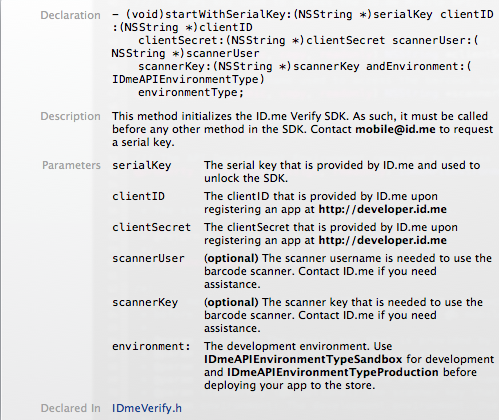 Declaration - (void)startWithSerialKey:(NSString *)serialKey clientID
:(NSString *)clientID
clientSecret:(NSString *)clientSecret scannerUser:(
NSString *)scannerUser
scannerKey:(NSString *)scannerKey andEnvironment:(
IDmeAPIEnvironmentType)
environmentType;
Description This method initializes the ID.me Verify SDK. As such, it must be called
before any other method in the SDK. Contact mobile@id.me to request
a serial key.
Parameters serialKey The serial key that is provided by ID.me and used to
unlock the SDK.
clientID The clientID that is provided by ID.me upon
registering an app at http://developer.id.me
clientSecret The clientSecret that is provided by ID.me upon
registering an app at http://developer.id.me
scannerUser (optional) The scanner username is needed to use the
barcode scanner. Contact ID.me if you need
assistance.
scannerKey (optional) The scanner key that is needed to use the
barcode scanner. Contact ID.me if you need
assistance.
environment: The development environment. Use
IDmeAPIEnvironmentTypeSandbox for development
and IDmeAPIEnvironmentTypeProduction before
deploying your app to the store.
Declared In IDmeVerify.h